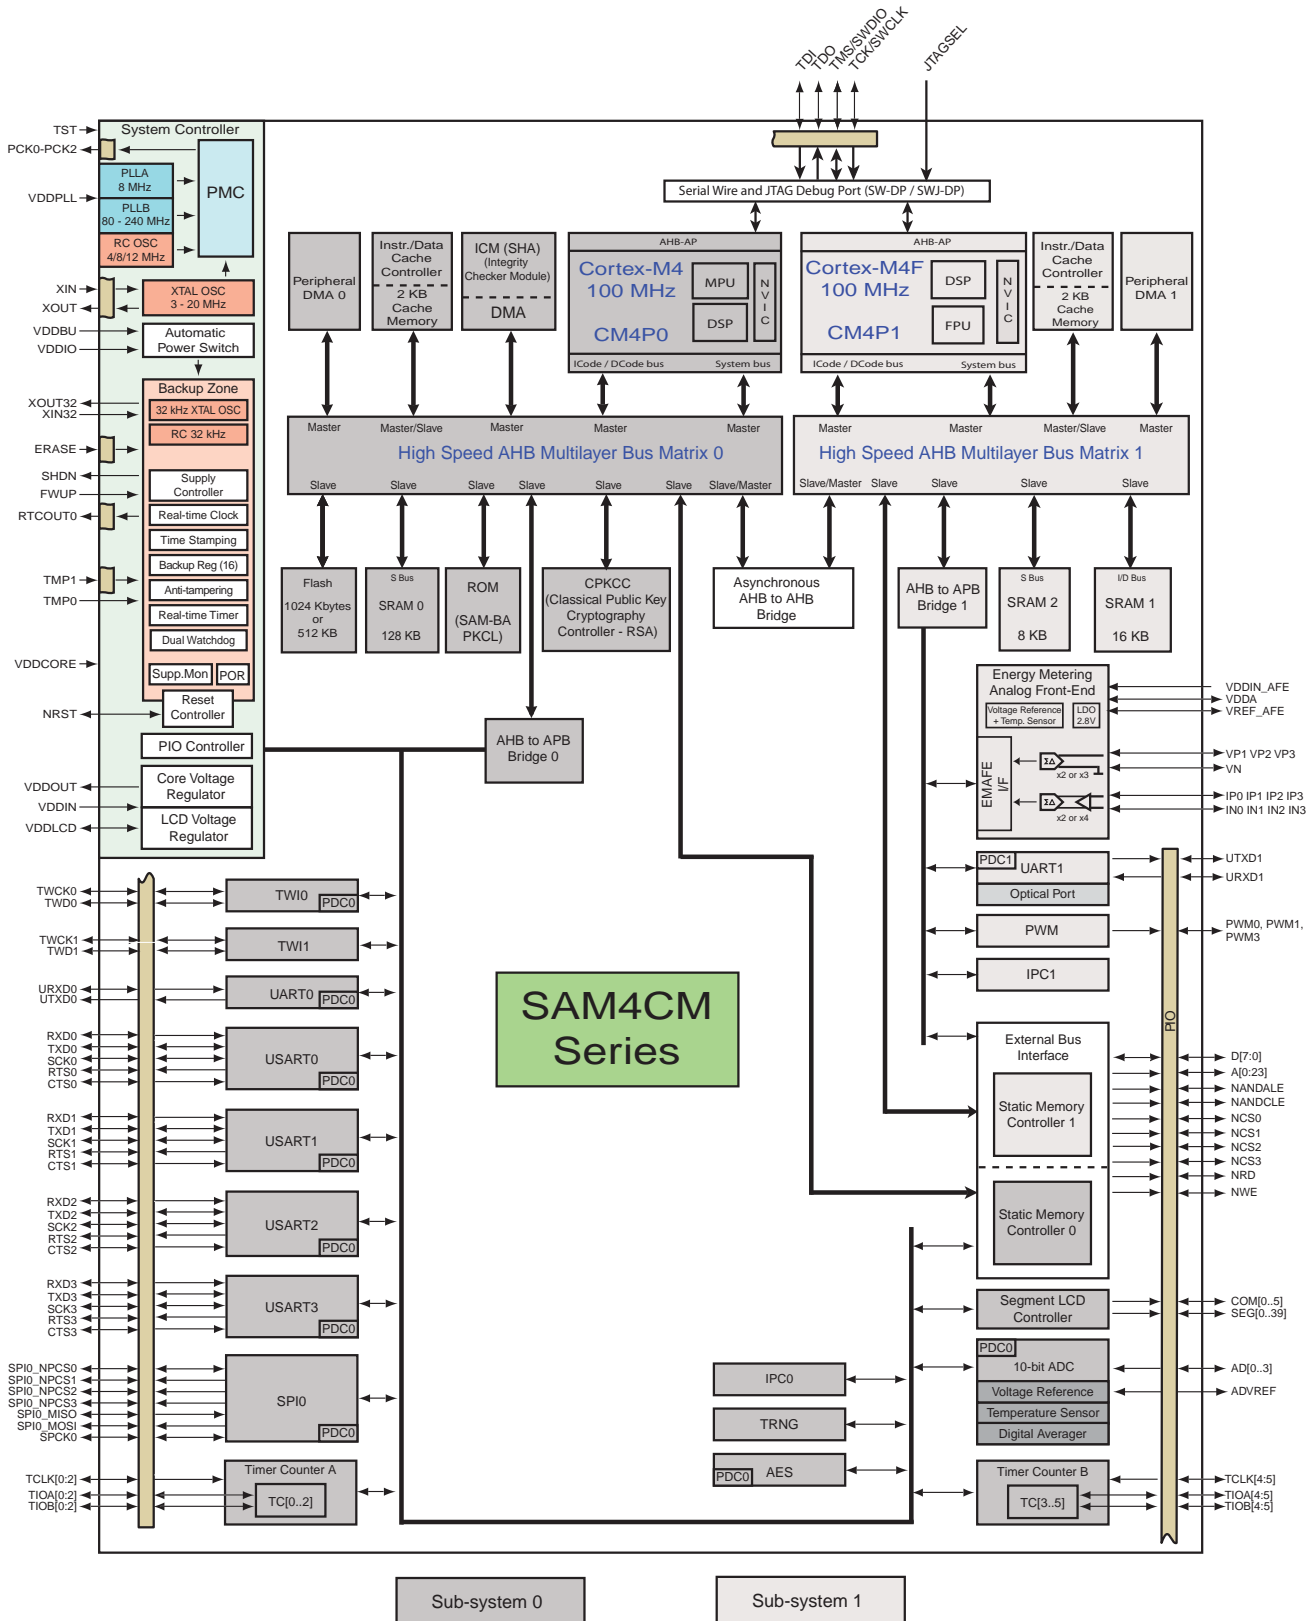 TDI
TDO
TMS/SWDIO
TCK/SWCLK
JTAGSEL
TST
PCK0-PCK2
VDDPLL
XIN
XOUT
VDDBU
VDDIO
XOUT32
XIN32
ERASE
SHDN
FWUP
RTCOUT0
TMP1
TMP0
VDDCORE
NRST
VDDOUT
VDDIN
VDDLCD
System Controller
PLLA
8 MHz
PLLB
80 - 240 MHz
RC OSC
4/8/12 MHz
PMC
XTAL OSC
3 - 20 MHz
Automatic
Power Switch
Backup Zone
32 kHz XTAL OSC
RC 32 kHz
Supply
Controller
Real-time Clock
Time Stamping
Backup Reg (16)
Anti-tampering
Real-time Timer
Dual Watchdog
Supp.Mon
POR
Reset
Controller
PIO Controller
Core Voltage
Regulator
LCD Voltage
Regulator
Serial Wire and JTAG Debug Port (SW-DP / SWJ-DP)
Peripheral
DMA 0
Instr./Data
Cache
Controller
2 KB
Cache
Memory
ICM (SHA)
(Integrity
Checker Module)
DMA
AHB-AP
Cortex-M4
100 MHz
CM4P0
MPU
DSP
NVIC
ICode / DCode bus
System bus
AHB-AP
Cortex-M4F
100 MHz
CM4P1
DSP
FPU
NVIC
ICode / DCode bus
System bus
Instr./Data
Cache
Controller
2 KB
Cache
Memory
Peripheral
DMA 1
Master
Master/Slave
Master
Master
Master
High Speed AHB Multilayer Bus Matrix 0
Slave
Slave
Slave
Slave
Slave
Slave
Slave/Master
Master
Master
Master/Slave
Master
High Speed AHB Multilayer Bus Matrix 1
Slave/Master
Slave
Slave
Slave
Slave
Flash
1024 Kbytes
or
512 KB
S Bus
SRAM 0
128 KB
ROM
(SAM-BA
PKCL)
CPKCC
(Classical Public Key
Cryptography
Controller - RSA)
Asynchronous
AHB to AHB
Bridge
AHB to APB
Bridge 1
S Bus
SRAM 2
8 KB
I/D Bus
SRAM 1
16 KB
AHB to APB
Bridge 0
Energy Metering
Analog Front-End
Voltage Reference
+ Temp. Sensor
LDO
2.8V
EMAFE
I/F
ΣΔ
x2 or x3
ΣΔ
x2 or x4
VDDIN_AFE
VDDA
VREF_AFE
VP1 VP2 VP3
VN
IP0 IP1 IP2 IP3
IN0 IN1 IN2 IN3
PDC1
UART1
Optical Port
PWM
IPC1
UTXD1
URXD1
PWM0, PWM1,
PWM3
PIO
External Bus
Interface
Static Memory
Controller 1
Static Memory
Controller 0
D[7:0]
A[0:23]
NANDALE
NANDCLE
NCS0
NCS1
NCS2
NCS3
NRD
NWE
Segment LCD
Controller
COM[0..5]
SEG[0..39]
PDC0
10-bit ADC
Voltage Reference
Temperature Sensor
Digital Averager
AD[0..3]
ADVREF
Timer Counter B
TC[3..5]
TCLK[4:5]
TIOA[4:5]
TIOB[4:5]
SAM4CM
Series
TWCK0
TWD0
TWI0
PDC0
TWCK1
TWD1
TWI1
URXD0
UTXD0
UART0
PDC0
RXD0
TXD0
SCK0
RTS0
CTS0
USART0
PDC0
RXD1
TXD1
SCK1
RTS1
CTS1
USART1
PDC0
RXD2
TXD2
SCK2
RTS2
CTS2
USART2
PDC0
RXD3
TXD3
SCK3
RTS3
CTS3
USART3
PDC0
SPI0_NPCS0
SPI0_NPCS1
SPI0_NPCS2
SPI0_NPCS3
SPI0_MISO
SPI0_MOSI
SPCK0
SPI0
PDC0
TCLK[0:2]
TIOA[0:2]
TIOB[0:2]
Timer Counter A
TC[0..2]
IPC0
TRNG
AES
PDC0
Sub-system 0
Sub-system 1